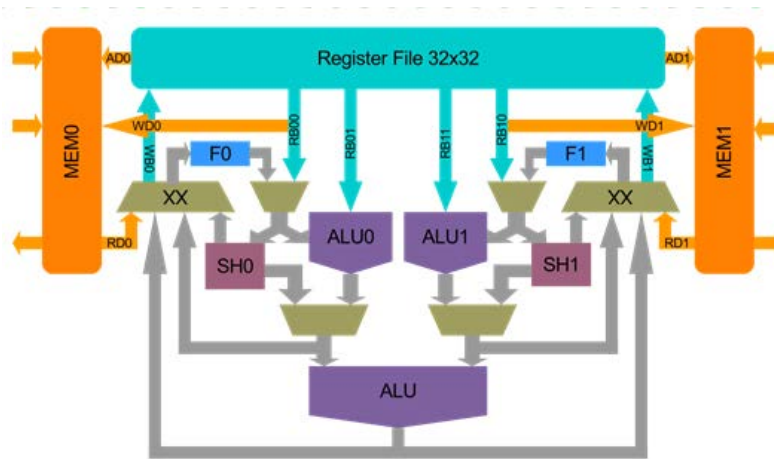 Register File 32x32
AD0
AD1
MEM0
MEM1
WD0
WD1
WB0
RB00
RB01
RB11
RB10
WB1
F0
F1
XX
XX
ALU0
ALU1
RD0
RD1
SH0
SH1
ALU